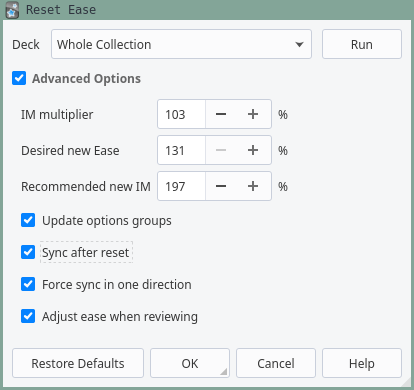 Reset Ease
Deck Whole Collection Run
Advanced Options
IM multiplier 103 %
Desired new Ease 131 %
Recommended new IM 197 %
Update options groups
Sync after reset
Force sync in one direction
Adjust ease when reviewing
Restore Defaults OK Cancel Help